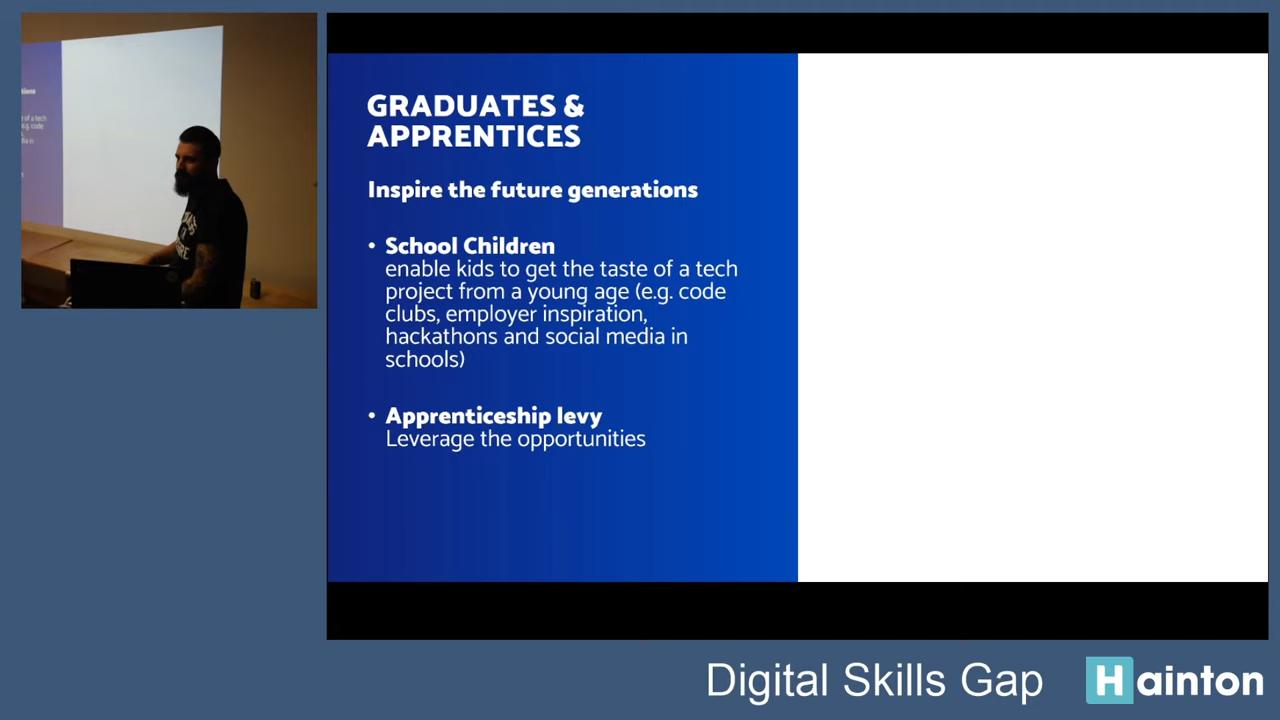 GRADUATES &
APPRENTICES
Inspire the future generations
• School Children
enable kids to get the taste of a tech
project from a young age (e.g. code
clubs, employer inspiration,
hackathons and social media in
schools)
• Apprenticeship levy
Leverage the opportunities
Digital Skills Gap
Hainton